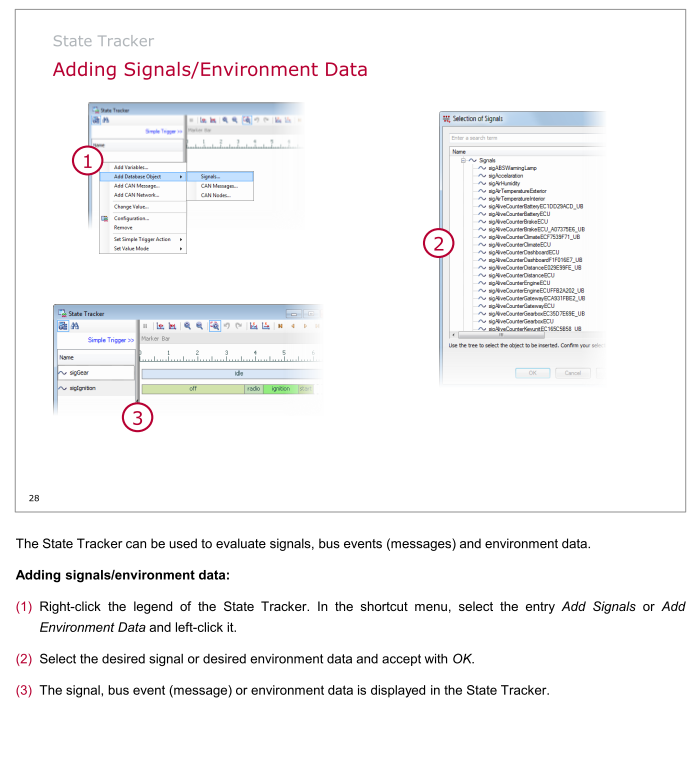 State Tracker
Adding Signals/Environment Data
State Tracker
Simple Trigger >>
Marker Bar
Name
1
Add Variables...
Add Database Object
Add CAN Message...
Add CAN Network...
Change Value...
Configuration...
Remove
Set Simple Trigger Action
Set Value Mode
Signals...
CAN Messages...
CAN Nodes...
Selection of Signals
Enter a search term
Name
Signals
sigABSWarningLamp
sigAcceleration
sigAirHumidity
sigAirTemperatureExterior
sigAirTemperatureInterior
sigAliveCounterBatteryEC1DD29ACD_UB
sigAliveCounterBatteryECU
sigAliveCounterBrakeECU
sigAliveCounterBrakeECU_A07375E6_UB
sigAliveCounterClimateECF7539F71_UB
sigAliveCounterClimateECU
sigAliveCounterDashboardECU
sigAliveCounterDashboardF1F016E7_UB
sigAliveCounterDistanceE029E99FE_UB
sigAliveCounterDistanceECU
sigAliveCounterEngineECU
sigAliveCounterEngineECUFFB2A202_UB
sigAliveCounterGatewayECA931FBE2_UB
sigAliveCounterGatewayECU
sigAliveCounterGearboxEC35D7E69E_UB
sigAliveCounterGearboxECU
2
Use the tree to select the object to be inserted. Confirm your
OK
Cancel
State Tracker
Simple Trigger >>
Marker Bar
0 1 2 3 4 5 6
Name
sigGear
idle
sigIgnition
off
radio
ignition
start
3
28
The State Tracker can be used to evaluate signals, bus events (messages) and environment data.
Adding signals/environment data:
(1) Right-click the legend of the State Tracker. In the shortcut menu, select the entry Add Signals or Add
Environment Data and left-click it.
(2) Select the desired signal or desired environment data and accept with OK.
(3) The signal, bus event (message) or environment data is displayed in the State Tracker.